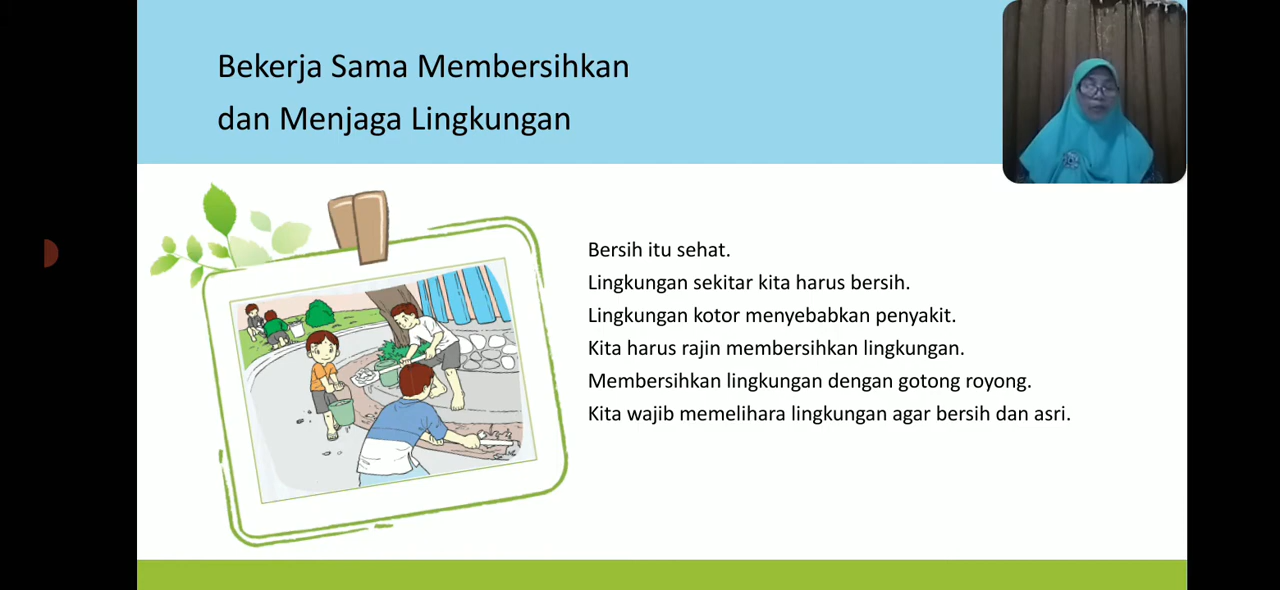 Bekerja Sama Membersihkan
dan Menjaga Lingkungan
Bersih itu sehat.
Lingkungan sekitar kita harus bersih.
Lingkungan kotor menyebabkan penyakit.
Kita harus rajin membersihkan lingkungan.
Membersihkan lingkungan dengan gotong royong.
Kita wajib memelihara lingkungan agar bersih dan asri.